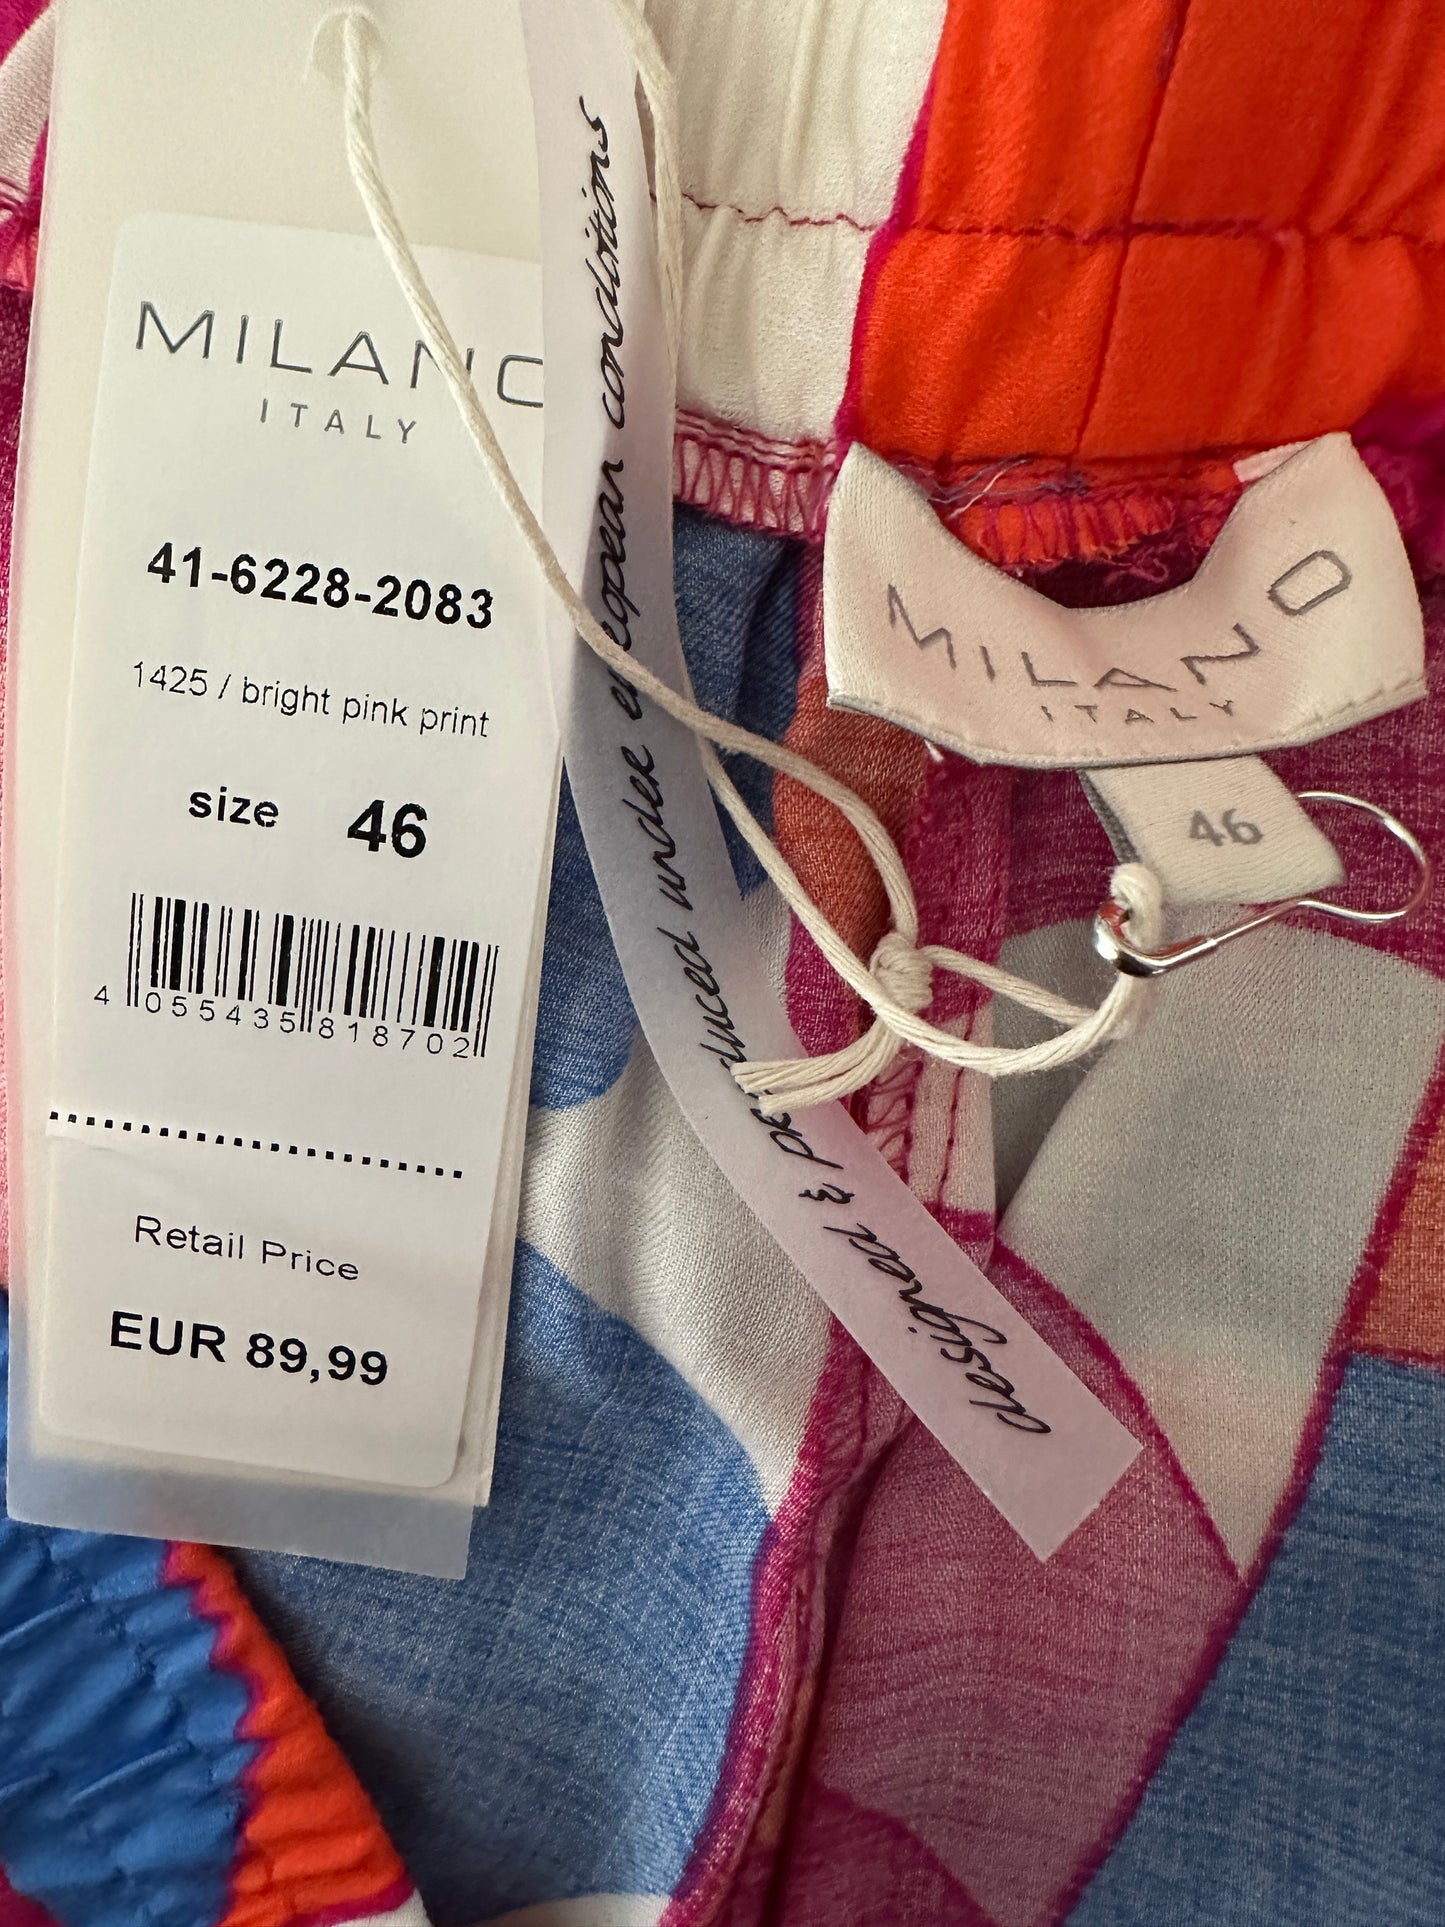 MILANO
ITALY
41-6228-2083
1425 / bright pink print
size 46
4 055435 818702
Retail Price
EUR 89,99
designed & produced under european conditions
MILANO
ITALY
46